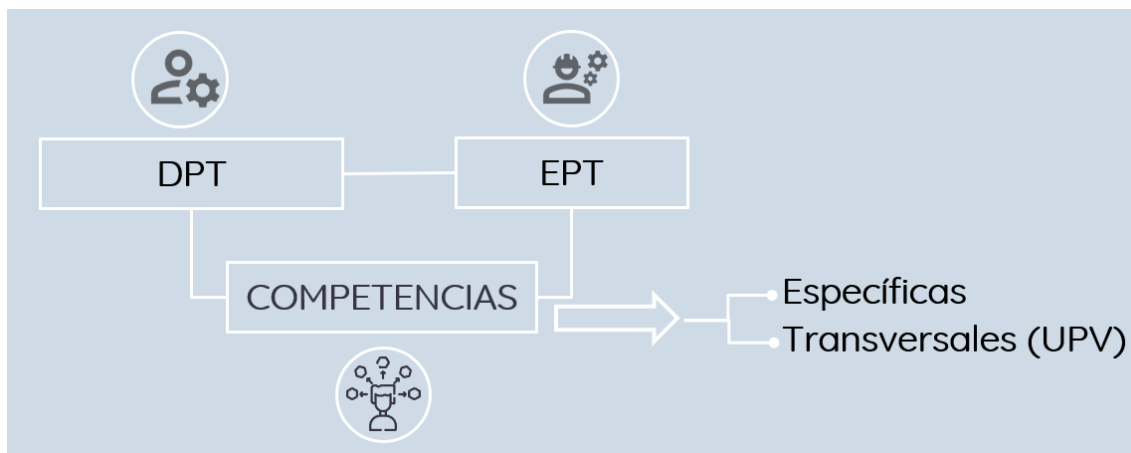 DPT
EPT
COMPETENCIAS
Específicas
Transversales (UPV)